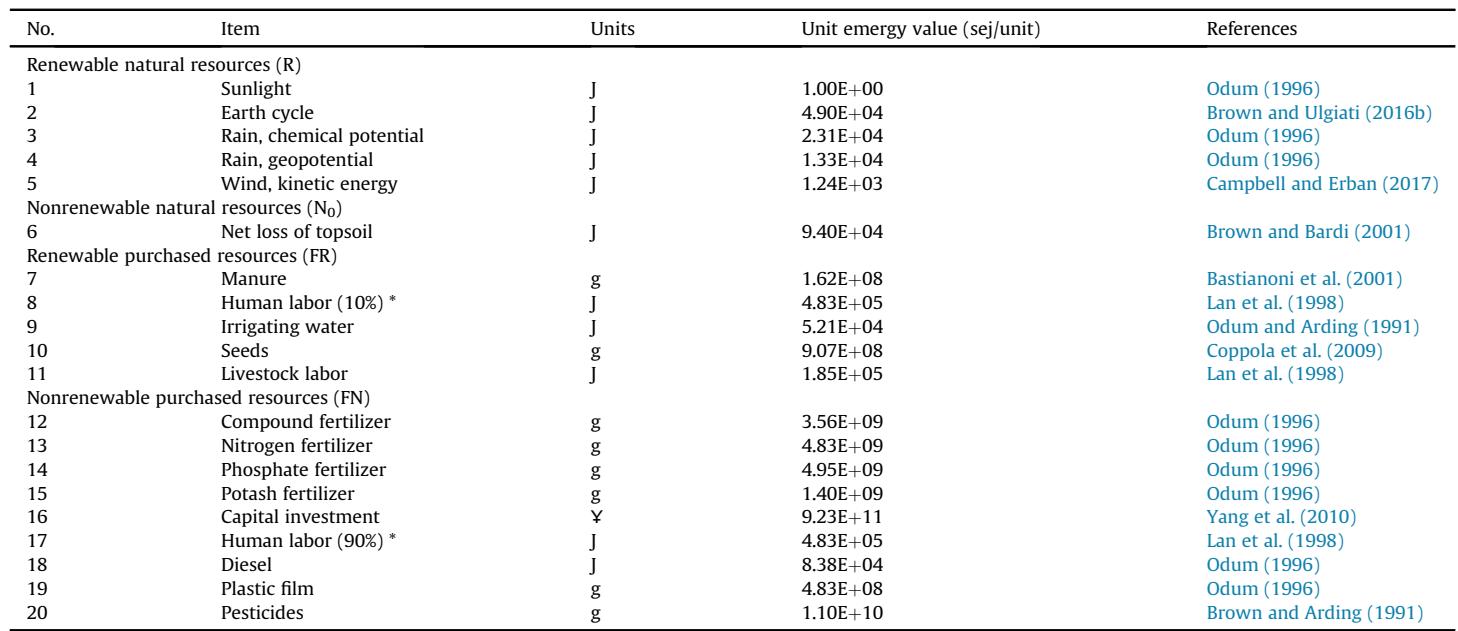 No. Item Units Unit emergy value (sej/unit) References
Renewable natural resources (R)
1 Sunlight J 1.00E+00 Odum (1996)
2 Earth cycle J 4.90E+04 Brown and Ulgiati (2016b)
3 Rain, chemical potential J 2.31E+04 Odum (1996)
4 Rain, geopotential J 1.33E+04 Odum (1996)
5 Wind, kinetic energy J 1.24E+03 Campbell and Erban (2017)
Nonrenewable natural resources (N₀)
6 Net loss of topsoil J 9.40E+04 Brown and Bardi (2001)
Renewable purchased resources (FR)
7 Manure g 1.62E+08 Bastianoni et al. (2001)
8 Human labor (10%) * J 4.83E+05 Lan et al. (1998)
9 Irrigating water J 5.21E+04 Odum and Arding (1991)
10 Seeds g 9.07E+08 Coppola et al. (2009)
11 Livestock labor J 1.85E+05 Lan et al. (1998)
Nonrenewable purchased resources (FN)
12 Compound fertilizer g 3.56E+09 Odum (1996)
13 Nitrogen fertilizer g 4.83E+09 Odum (1996)
14 Phosphate fertilizer g 4.95E+09 Odum (1996)
15 Potash fertilizer g 1.40E+09 Odum (1996)
16 Capital investment ¥ 9.23E+11 Yang et al. (2010)
17 Human labor (90%) * J 4.83E+05 Lan et al. (1998)
18 Diesel J 8.38E+04 Odum (1996)
19 Plastic film g 4.83E+08 Odum (1996)
20 Pesticides g 1.10E+10 Brown and Arding (1991)